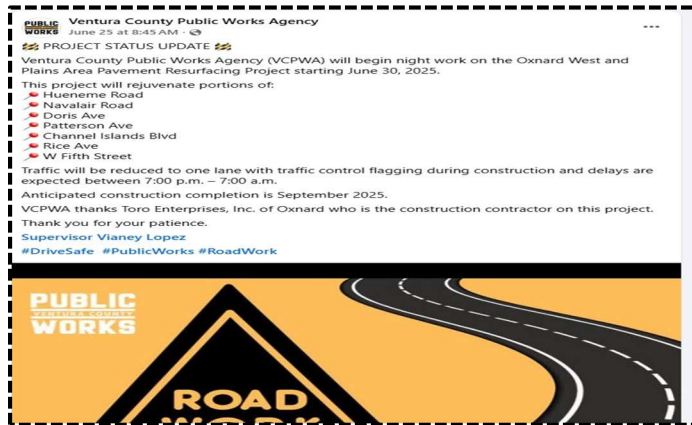 PUBLIC
WORKS
Ventura County Public Works Agency
June 25 at 8:45 AM ·
PROJECT STATUS UPDATE
Ventura County Public Works Agency (VCPWA) will begin night work on the Oxnard West and
Plains Area Pavement Resurfacing Project starting June 30, 2025.
This project will rejuvenate portions of:
Hueneme Road
Navalair Road
Doris Ave
Patterson Ave
Channel Islands Blvd
Rice Ave
W Fifth Street
Traffic will be reduced to one lane with traffic control flagging during construction and delays are
expected between 7:00 p.m. – 7:00 a.m.
Anticipated construction completion is September 2025.
VCPWA thanks Toro Enterprises, Inc. of Oxnard who is the construction contractor on this project.
Thank you for your patience.
Supervisor Vianey Lopez
#DriveSafe #PublicWorks #RoadWork
PUBLIC
VENTURA COUNTY
WORKS
ROAD
WORK